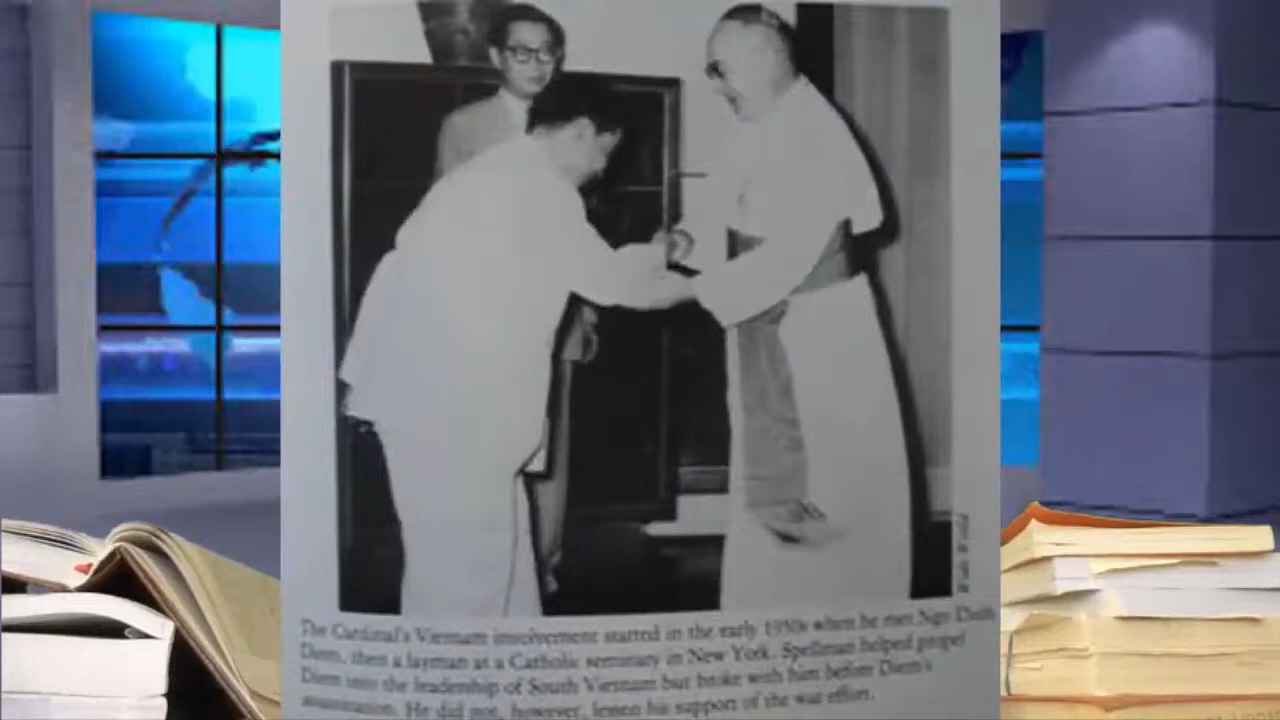 The Cardinal's Vietnam involvement started in the early 1950s when he met Ngo Dinh
Diem, then a layman at a Catholic seminary in New York. Spellman helped propel
Diem into the leadership of South Vietnam but broke with him before Diem's
assassination. He did not, however, lessen his support of the war effort.